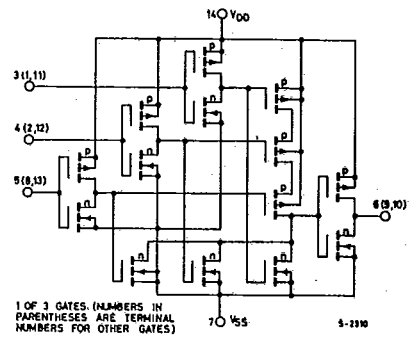 14 VDD
p
3 (1,11)
n
p
p
4 (2,12)
n
p
p
p
5 (8,13)
n
p
p
n
6 (9,10)
n
n
n
n
1 OF 3 GATES. (NUMBERS IN
PARENTHESES ARE TERMINAL
NUMBERS FOR OTHER GATES)
7 VSS
S-2910